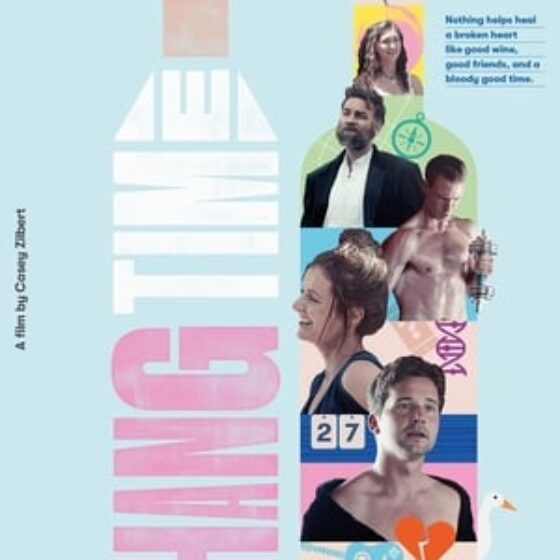 Nothing helps heal
a broken heart
like good wine,
good friends, and a
bloody good time.
A film by Casey Zilbert
HANG TIME
27